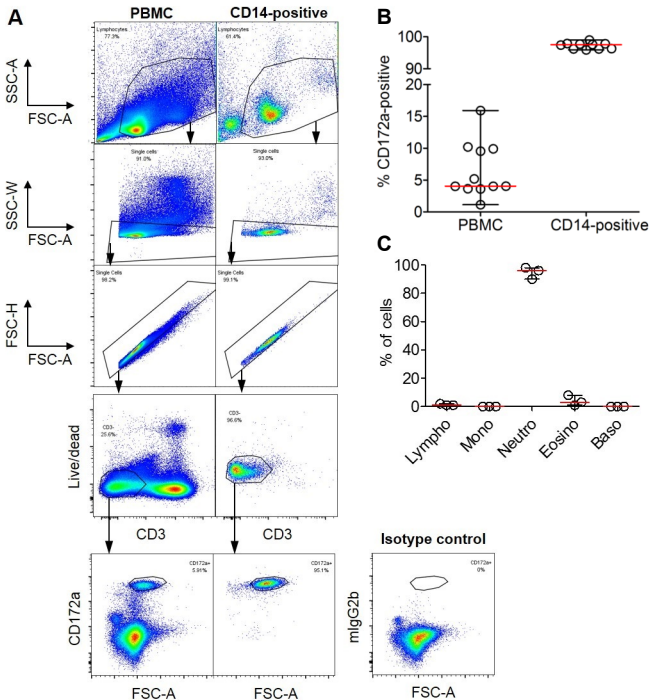 A
PBMC
CD14-positive
Lymphocytes
77.3%
Lymphocytes
61.4%
SSC-A
FSC-A
Single cells
91.0%
Single cells
93.0%
SSC-W
FSC-A
Single Cells
98.2%
Single Cells
99.1%
FSC-H
FSC-A
CD3-
25.6%
CD3-
96.6%
Live/dead
CD3
CD3
CD172a+
5.91%
CD172a+
95.1%
CD172a
FSC-A
FSC-A
Isotype control
CD172a+
0%
mIgG2b
FSC-A
B
% CD172a-positive
100
90
20
15
10
5
0
PBMC
CD14-positive
C
% of cells
100
80
60
40
20
0
Lympho
Mono
Neutro
Eosino
Baso